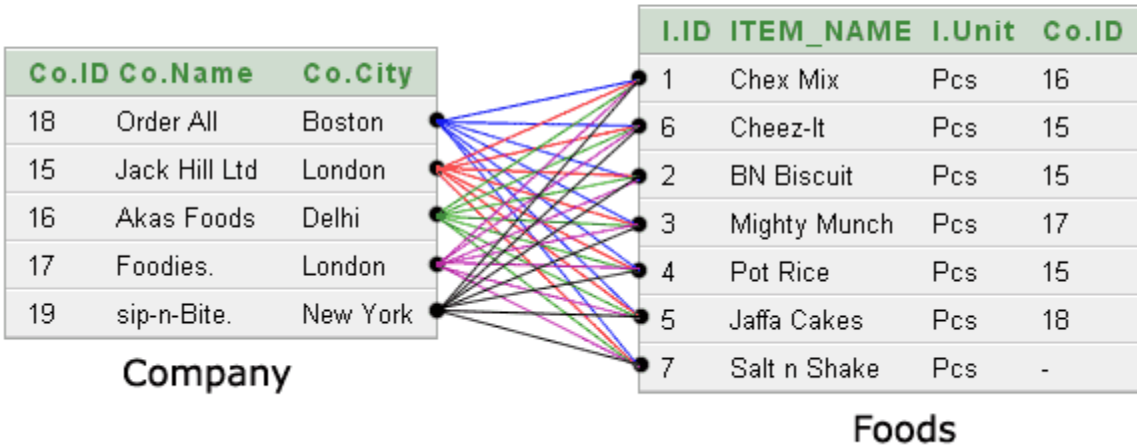 Co.ID Co.Name Co.City
18 Order All Boston
15 Jack Hill Ltd London
16 Akas Foods Delhi
17 Foodies. London
19 sip-n-Bite. New York
Company
I.ID ITEM_NAME I.Unit Co.ID
1 Chex Mix Pcs 16
6 Cheez-It Pcs 15
2 BN Biscuit Pcs 15
3 Mighty Munch Pcs 17
4 Pot Rice Pcs 15
5 Jaffa Cakes Pcs 18
7 Salt n Shake Pcs -
Foods